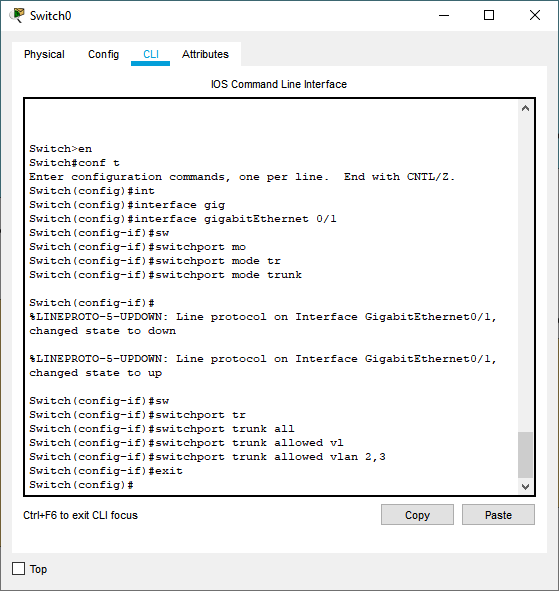 Switch0
Physical Config CLI Attributes
IOS Command Line Interface
Switch>en
Switch#conf t
Enter configuration commands, one per line.  End with CNTL/Z.
Switch(config)#int
Switch(config)#interface gig
Switch(config)#interface gigabitEthernet 0/1
Switch(config-if)#sw
Switch(config-if)#switchport mo
Switch(config-if)#switchport mode tr
Switch(config-if)#switchport mode trunk
Switch(config-if)#
%LINEPROTO-5-UPDOWN: Line protocol on Interface GigabitEthernet0/1,
changed state to down
%LINEPROTO-5-UPDOWN: Line protocol on Interface GigabitEthernet0/1,
changed state to up
Switch(config-if)#sw
Switch(config-if)#switchport tr
Switch(config-if)#switchport trunk all
Switch(config-if)#switchport trunk allowed vl
Switch(config-if)#switchport trunk allowed vlan 2,3
Switch(config-if)#exit
Switch(config)#
Ctrl+F6 to exit CLI focus Copy Paste
Top